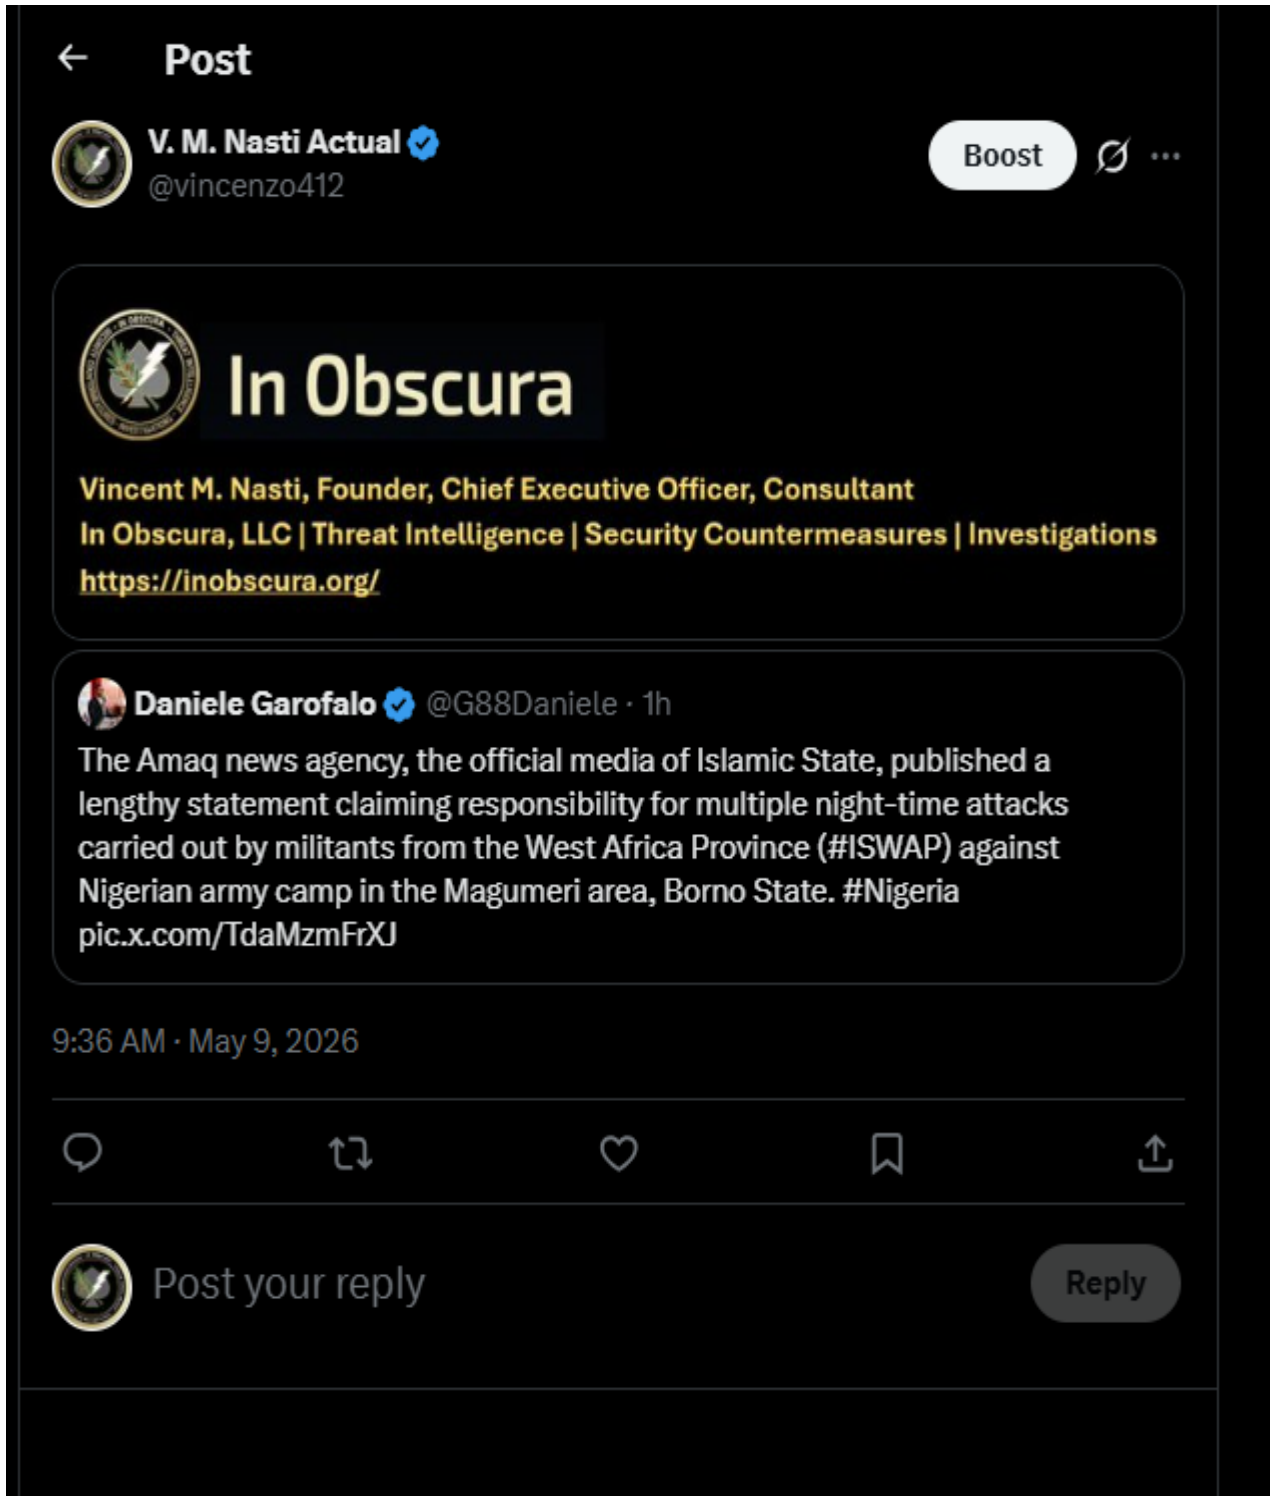 Post
V. M. Nasti Actual
@vincenzo412
Boost
In Obscura
Vincent M. Nasti, Founder, Chief Executive Officer, Consultant
In Obscura, LLC | Threat Intelligence | Security Countermeasures | Investigations
https://inobscura.org/
Daniele Garofalo @G88Daniele · 1h
The Amaq news agency, the official media of Islamic State, published a
lengthy statement claiming responsibility for multiple night-time attacks
carried out by militants from the West Africa Province (#ISWAP) against
Nigerian army camp in the Magumeri area, Borno State. #Nigeria
pic.x.com/TdaMzmFrXJ
9:36 AM · May 9, 2026
Post your reply
Reply